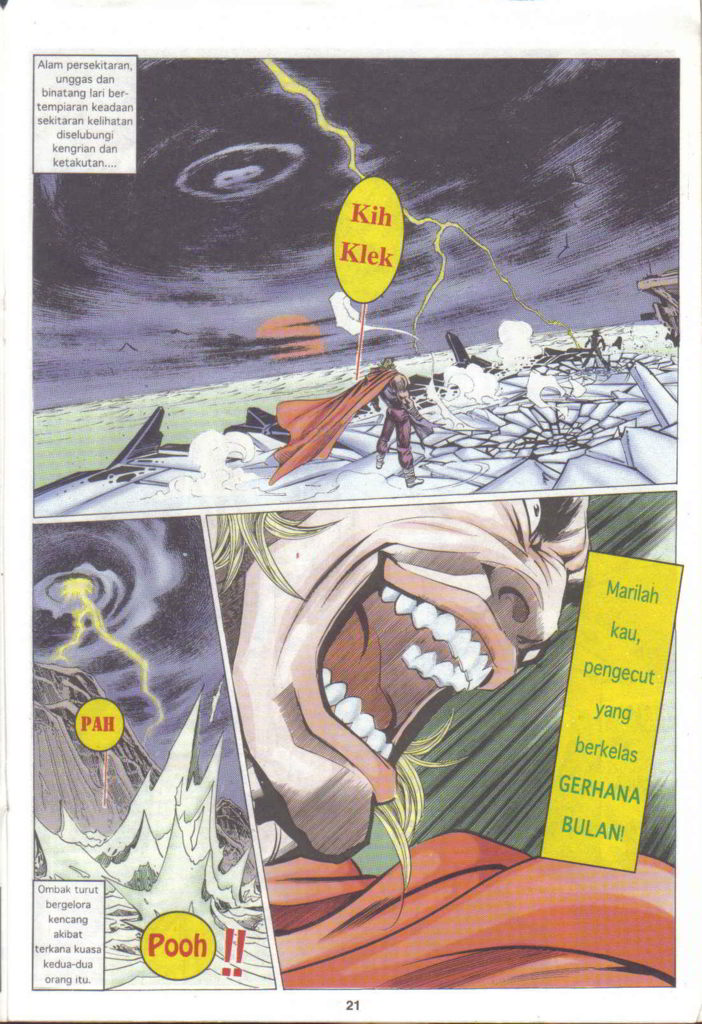 Alam persekitaran,
unggas dan
binatang lari ber-
tempiaran keadaan
sekitaran kelihatan
diselubungi
kengrian dan
ketakutan....
Kih
Klek
PAH
Marilah
kau,
pengecut
yang
berkelas
GERHANA
BULAN!
Ombak turut
bergelora
kencang
akibat
terkana kuasa
kedua-dua
orang itu.
Pooh !!
21